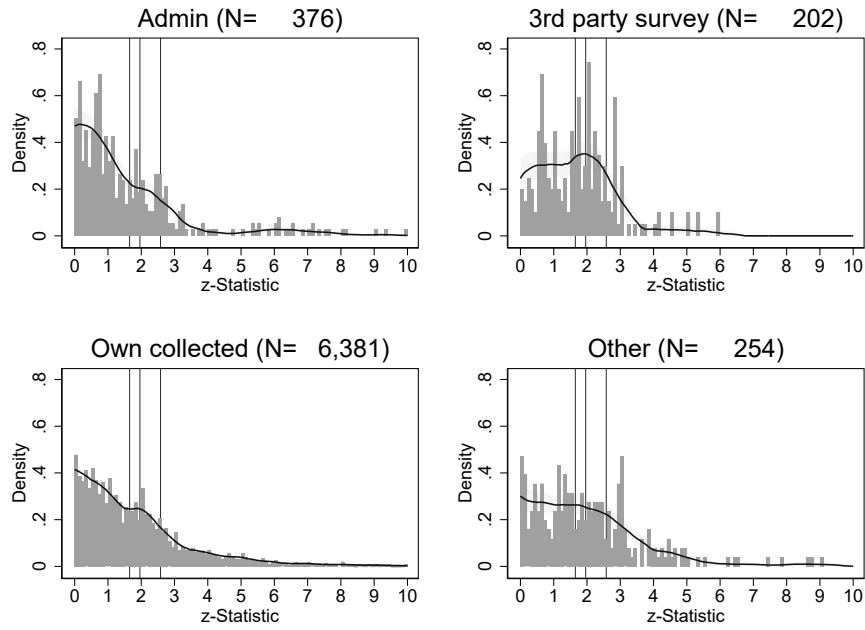 Admin (N= 376)
Density
0 .2 .4 .6 .8
0 1 2 3 4 5 6 7 8 9 10
z-Statistic
3rd party survey (N= 202)
Density
0 .2 .4 .6 .8
0 1 2 3 4 5 6 7 8 9 10
z-Statistic
Own collected (N= 6,381)
Density
0 .2 .4 .6 .8
0 1 2 3 4 5 6 7 8 9 10
z-Statistic
Other (N= 254)
Density
0 .2 .4 .6 .8
0 1 2 3 4 5 6 7 8 9 10
z-Statistic